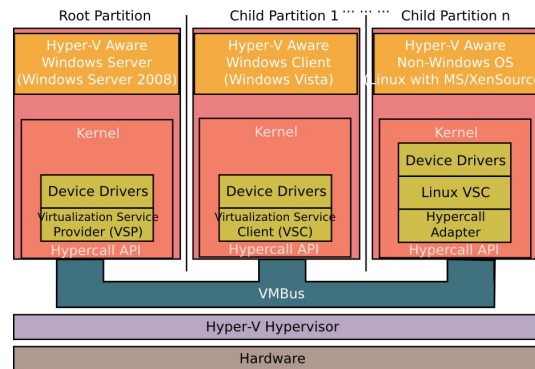 Root Partition
Child Partition 1
... ... ...
Child Partition n
Hyper-V Aware
Windows Server
(Windows Server 2008)
Hyper-V Aware
Windows Client
(Windows Vista)
Hyper-V Aware
Non-Windows OS
(Linux with MS/XenSource
Kernel
Device Drivers
Virtualization Service
Provider (VSP)
Hypercall API
Kernel
Device Drivers
Virtualization Service
Client (VSC)
Hypercall API
Kernel
Device Drivers
Linux VSC
Hypercall
Adapter
Hypercall API
VMBus
Hyper-V Hypervisor
Hardware